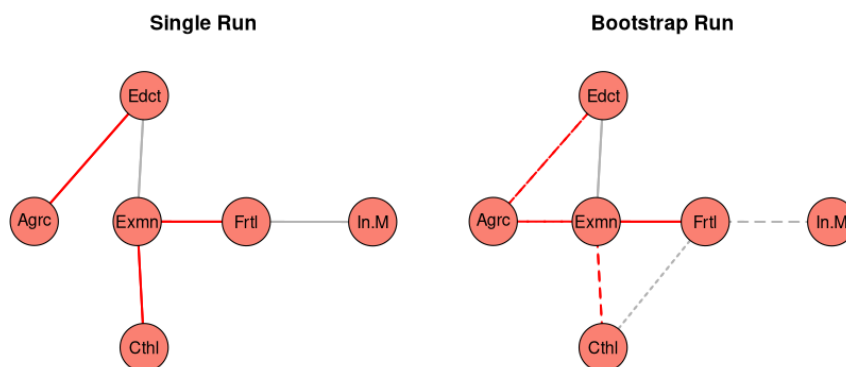 Single Run
Edct
Agrc
Exmn
Frtl
In.M
Cthl
Bootstrap Run
Edct
Agrc
Exmn
Frtl
In.M
Cthl